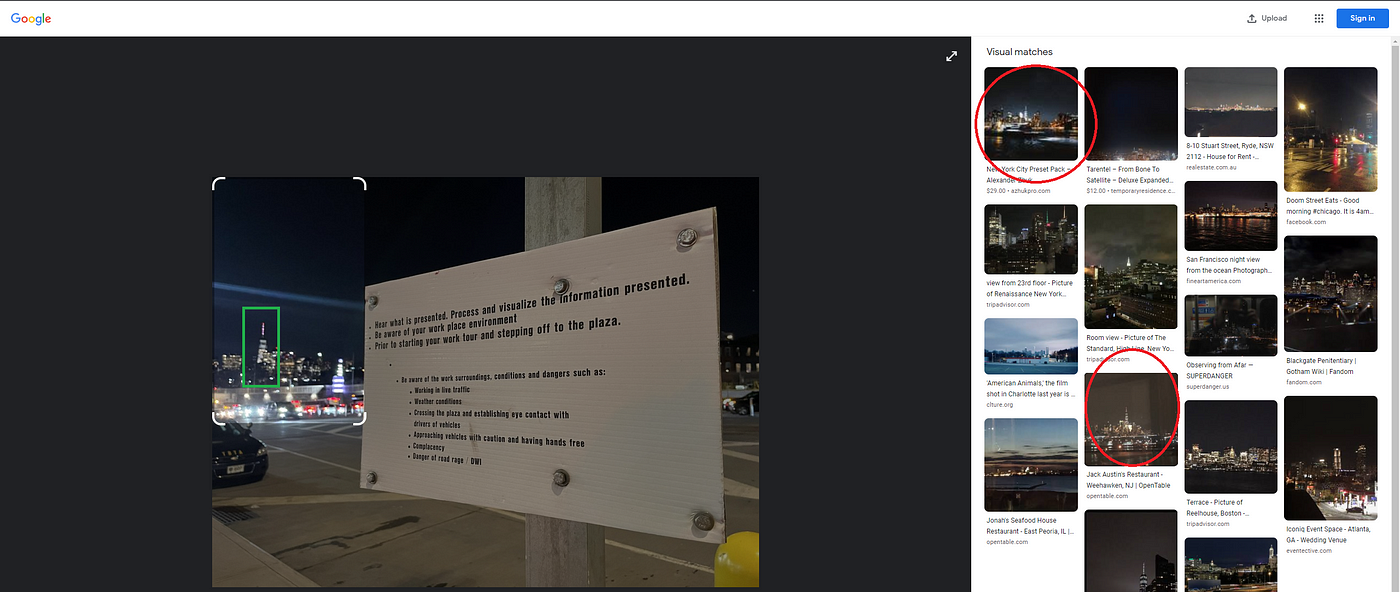 Google
Upload
Sign in
Visual matches
Hear what is presented. Process and visualize the information presented.
Be aware of your work place environment
Prior to starting your work tour and stepping off to the plaza.
Be aware of the work surroundings, conditions and dangers such as:
Working in live traffic
Weather conditions
Crossing the plaza and establishing eye contact with
drivers of vehicles
Approaching vehicles with caution and having hands free
Complacency
Danger of road rage / DWI
New York City Preset Pack –
Alexander
$29.00 • azhukpro.com
view from 23rd floor - Picture
of Renaissance New York...
tripadvisor.com
'American Animals,' the film
shot in Charlotte last year is ...
clture.org
Jonah's Seafood House
Restaurant - East Peoria, IL |...
opentable.com
Tarentel – From Bone To
Satellite – Deluxe Expanded...
$12.00 • temporaryresidence.c...
Room view - Picture of The
Standard, High Line, New Yo...
tripadvisor.com
Jack Austin's Restaurant -
Weehawken, NJ | OpenTable
opentable.com
8-10 Stuart Street, Ryde, NSW
2112 - House for Rent -...
realestate.com.au
San Francisco night view
from the ocean Photograph...
fineartamerica.com
Observing from Afar —
SUPERDANGER
superdanger.us
Terrace - Picture of
Reelhouse, Boston -...
tripadvisor.com
Doom Street Eats - Good
morning #chicago. It is 4am...
facebook.com
Blackgate Penitentiary |
Gotham Wiki | Fandom
fandom.com
Iconiq Event Space - Atlanta,
GA - Wedding Venue
eventective.com